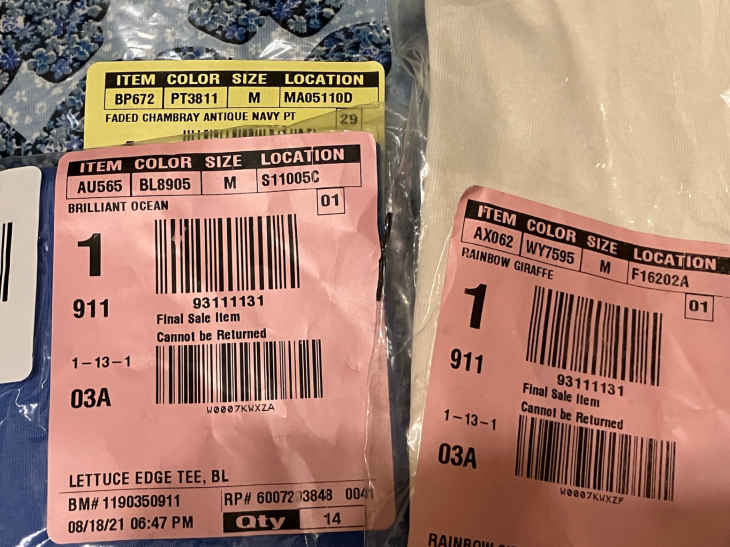 ITEM COLOR SIZE LOCATION
BP672 PT3811 M MA05110D
FADED CHAMBRAY ANTIQUE NAVY PT
29
ITEM COLOR SIZE LOCATION
AU565 BL8905 M S11005C
BRILLIANT OCEAN 01
1
911
93111131
Final Sale Item
Cannot be Returned
1-13-1
03A
W0007KWXZA
LETTUCE EDGE TEE, BL
BM# 1190350911 RP# 6007203848 0041
08/18/21 06:47 PM Qty 14
ITEM COLOR SIZE LOCATION
AX062 WY7595 M F16202A
RAINBOW GIRAFFE 01
1
911
93111131
Final Sale Item
Cannot be Returned
1-13-1
03A
W0007KWXZF
RAINBOW